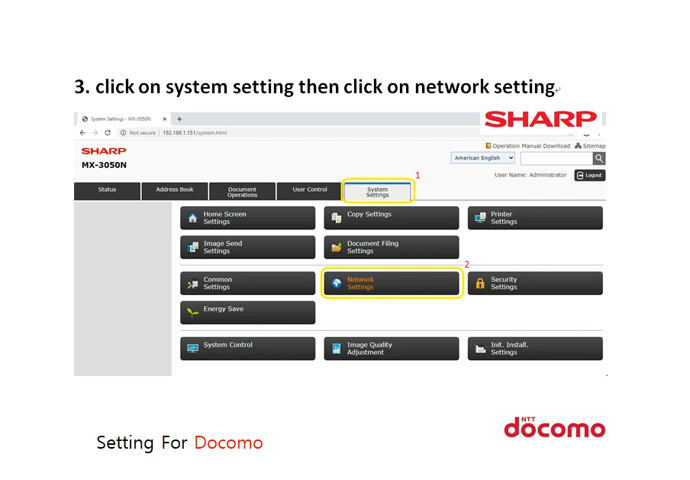 3. click on system setting then click on network setting
System Settings - MX-3050N
SHARP
Not secure | 192.168.1.151/system.html
Operation Manual Download Sitemap
SHARP
MX-3050N
American English
User Name: Administrator Logout
1
Status Address Book Document Operations User Control System Settings
Home Screen Settings
Copy Settings
Printer Settings
Image Send Settings
Document Filing Settings
2
Common Settings
Network Settings
Security Settings
Energy Save
System Control
Image Quality Adjustment
Init. Install. Settings
Setting For Docomo
NTT
döcomo